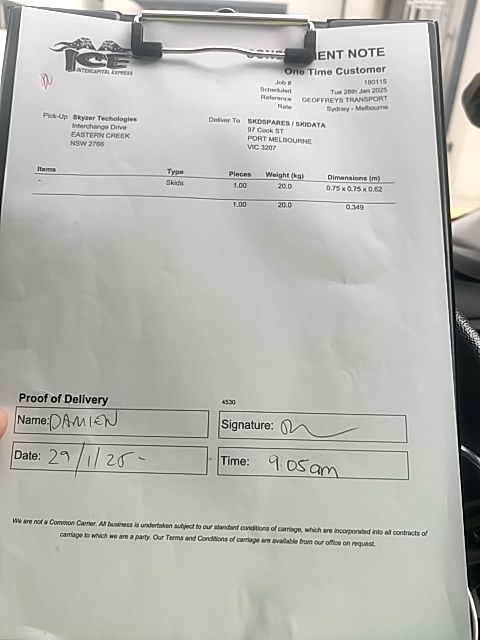 ICE
INTERCAPITAL EXPRESS
ENT NOTE
One Time Customer
Job # 180115
Scheduled Tue 28th Jan 2025
Reference GEOFFREYS TRANSPORT
Rate Sydney - Melbourne
Pick-Up Skyzer Techologies
Interchange Drive
EASTERN CREEK
NSW 2766
Deliver To SKDSPARES / SKIDATA
97 Cook ST
PORT MELBOURNE
VIC 3207
Items Type Pieces Weight (kg) Dimensions (m)
- Skids 1.00 20.0 0.75 x 0.75 x 0.62
1.00 20.0 0.349
Proof of Delivery 4530
Name: DAMIEN Signature:
Date: 29/1/25- Time: 9.05am
We are not a Common Carrier. All business is undertaken subject to our standard conditions of carriage, which are incorporated into all contracts of
carriage to which we are a party. Our Terms and Conditions of carriage are available from our office on request.